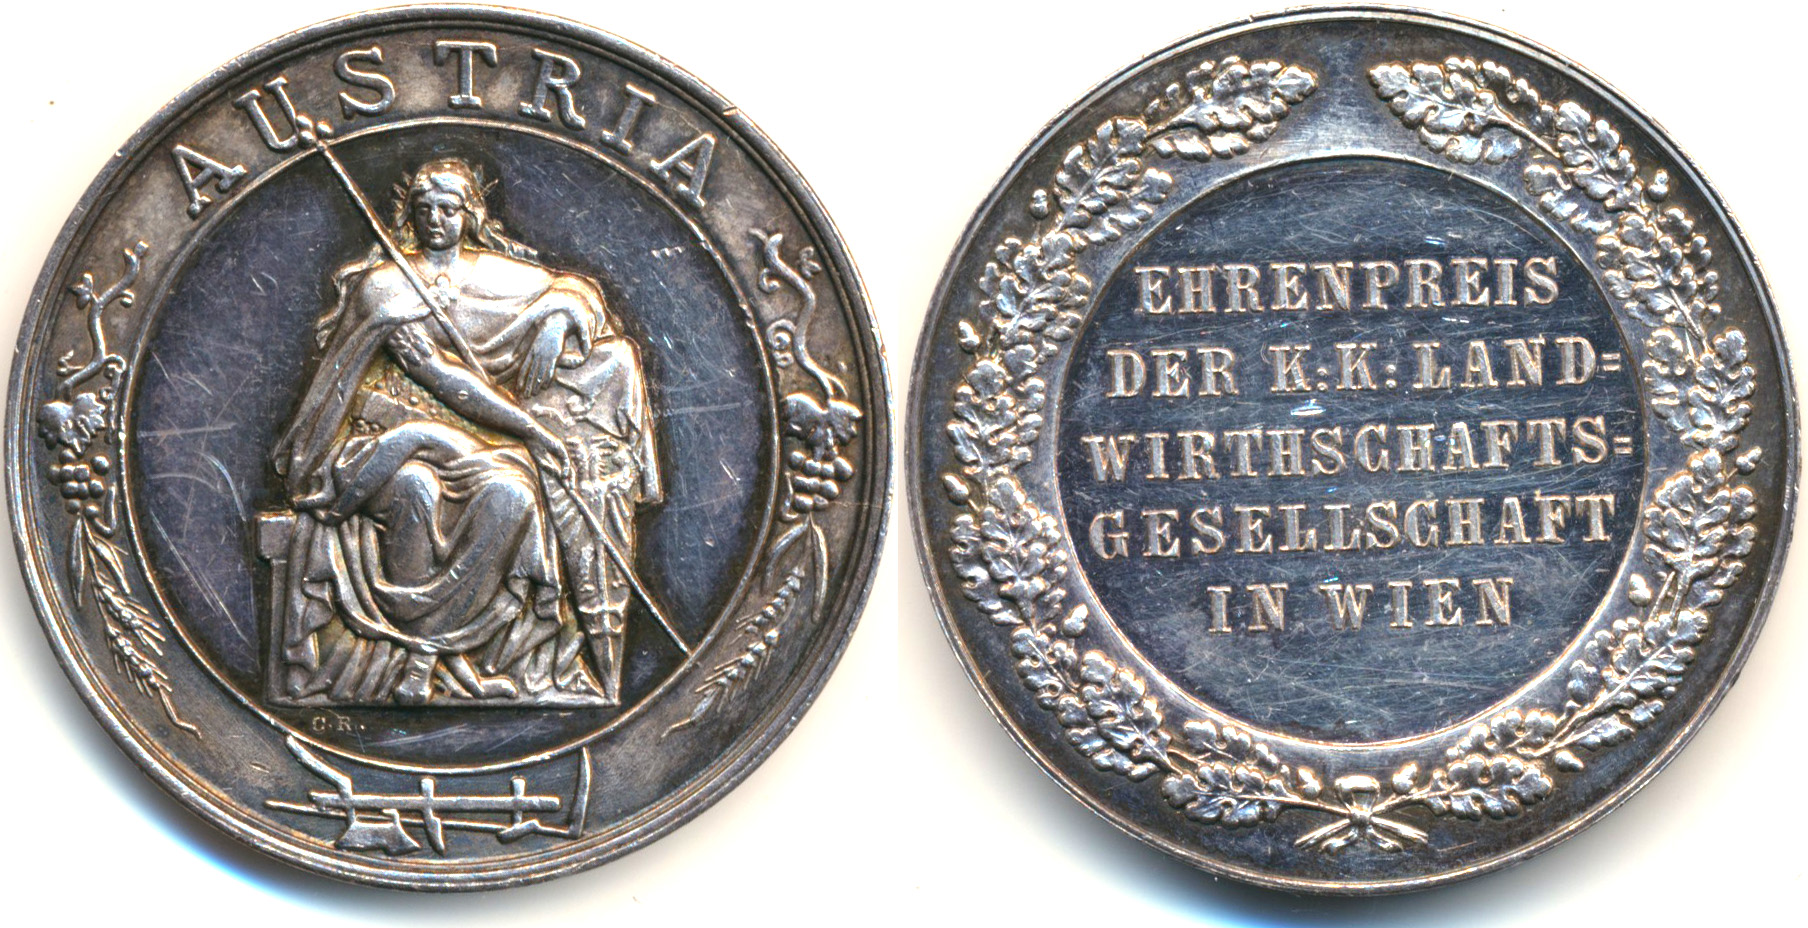 AUSTRIA
C.R.
EHRENPREIS
DER K:K: LAND=
WIRTHSCHAFTS=
GESELLSCHAFT
IN WIEN